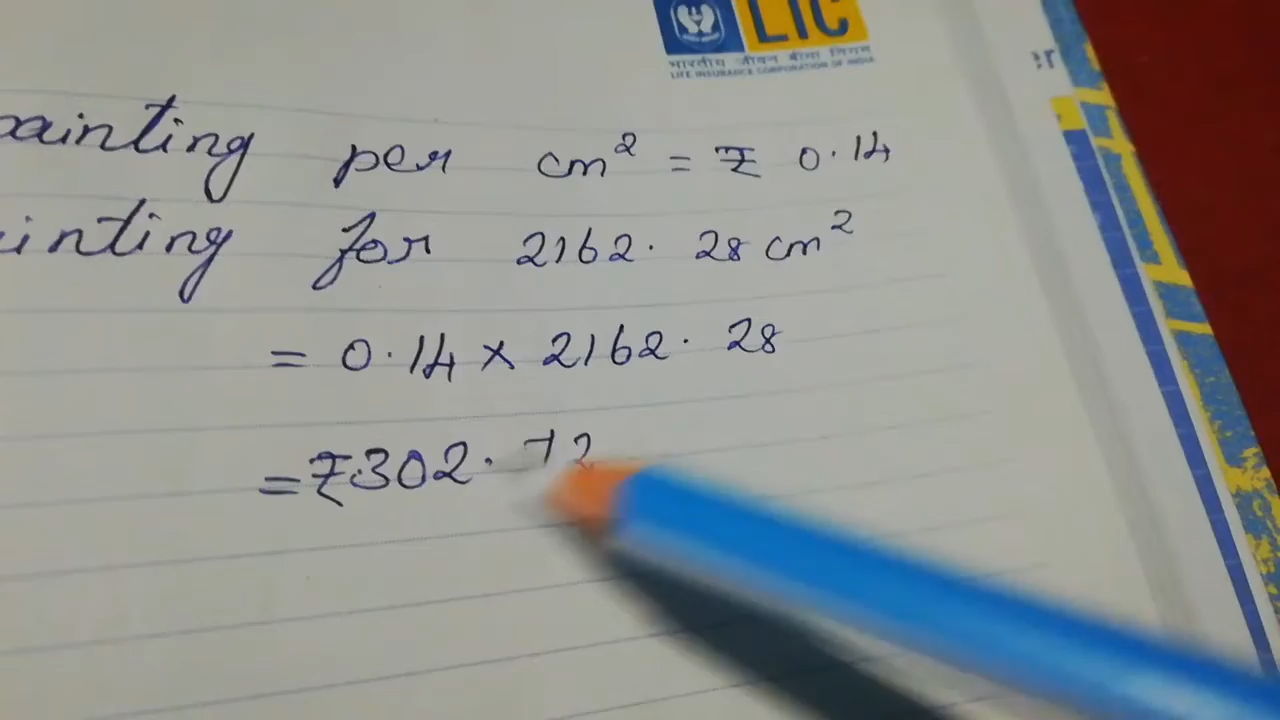 LIC
भारतीय जीवन बीमा निगम
LIFE INSURANCE CORPORATION OF INDIA
painting per cm² = ₹ 0.14
inting for 2162.28 cm²
= 0.14 × 2162.28
= ₹.302.72